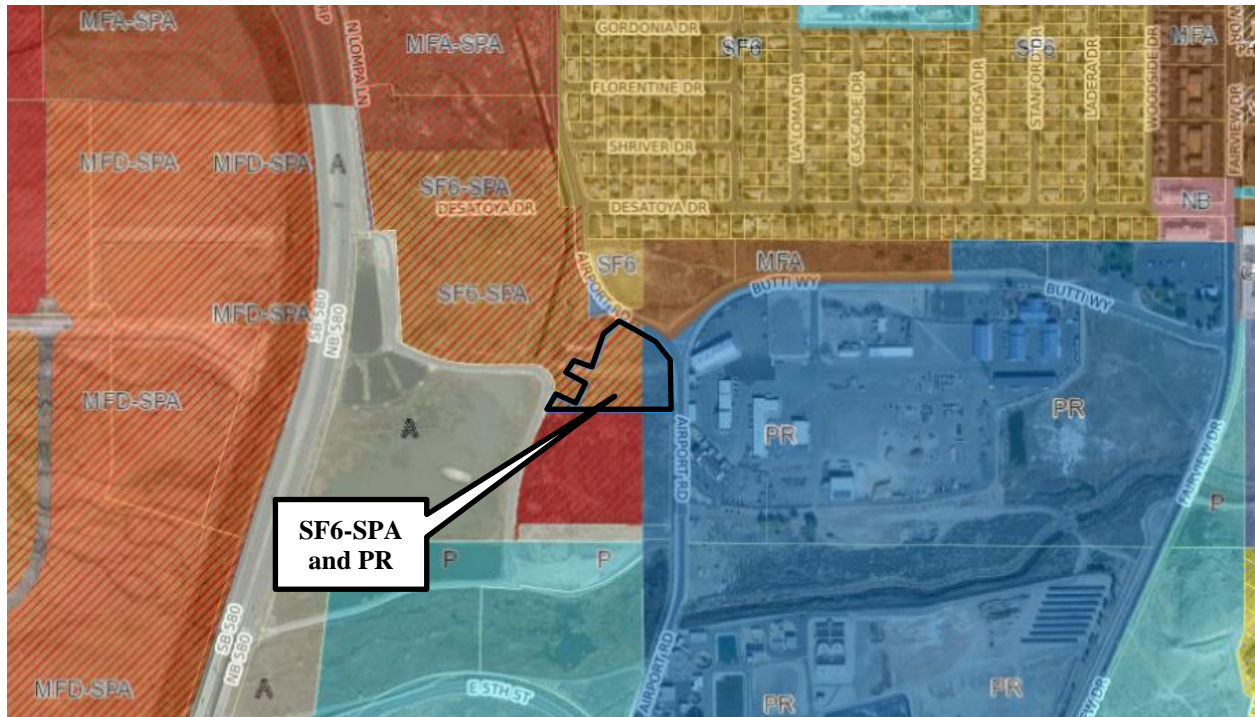 GORDONIA DR
MFA-SPA
N LOMPA LN
MFA-SPA
SF6
SF6
MFA
FLORENTINE DR
LA LOMA DR
CASCADE DR
MONTE ROSA DR
STANFORD DR
LADERA DR
WOODSIDE DR
FAIRVIEW DR
SHRIVER DR
MFD-SPA
MFD-SPA
A
SF6-SPA
DESATOYA DR
DESATOYA DR
NB
AIRPORT RD
SF6
MFA
BUTTI WY
BUTTI WY
SF6-SPA
MFD-SPA
SB 580
NB 580
MFD-SPA
A
PR
PR
AIRPORT RD
FAIRVIEW DR
SF6-SPA
and PR
P
P
P
SB 580
NB 580
AIRPORT RD
MFD-SPA
A
E 5TH ST
PR
PR
VIEW DR